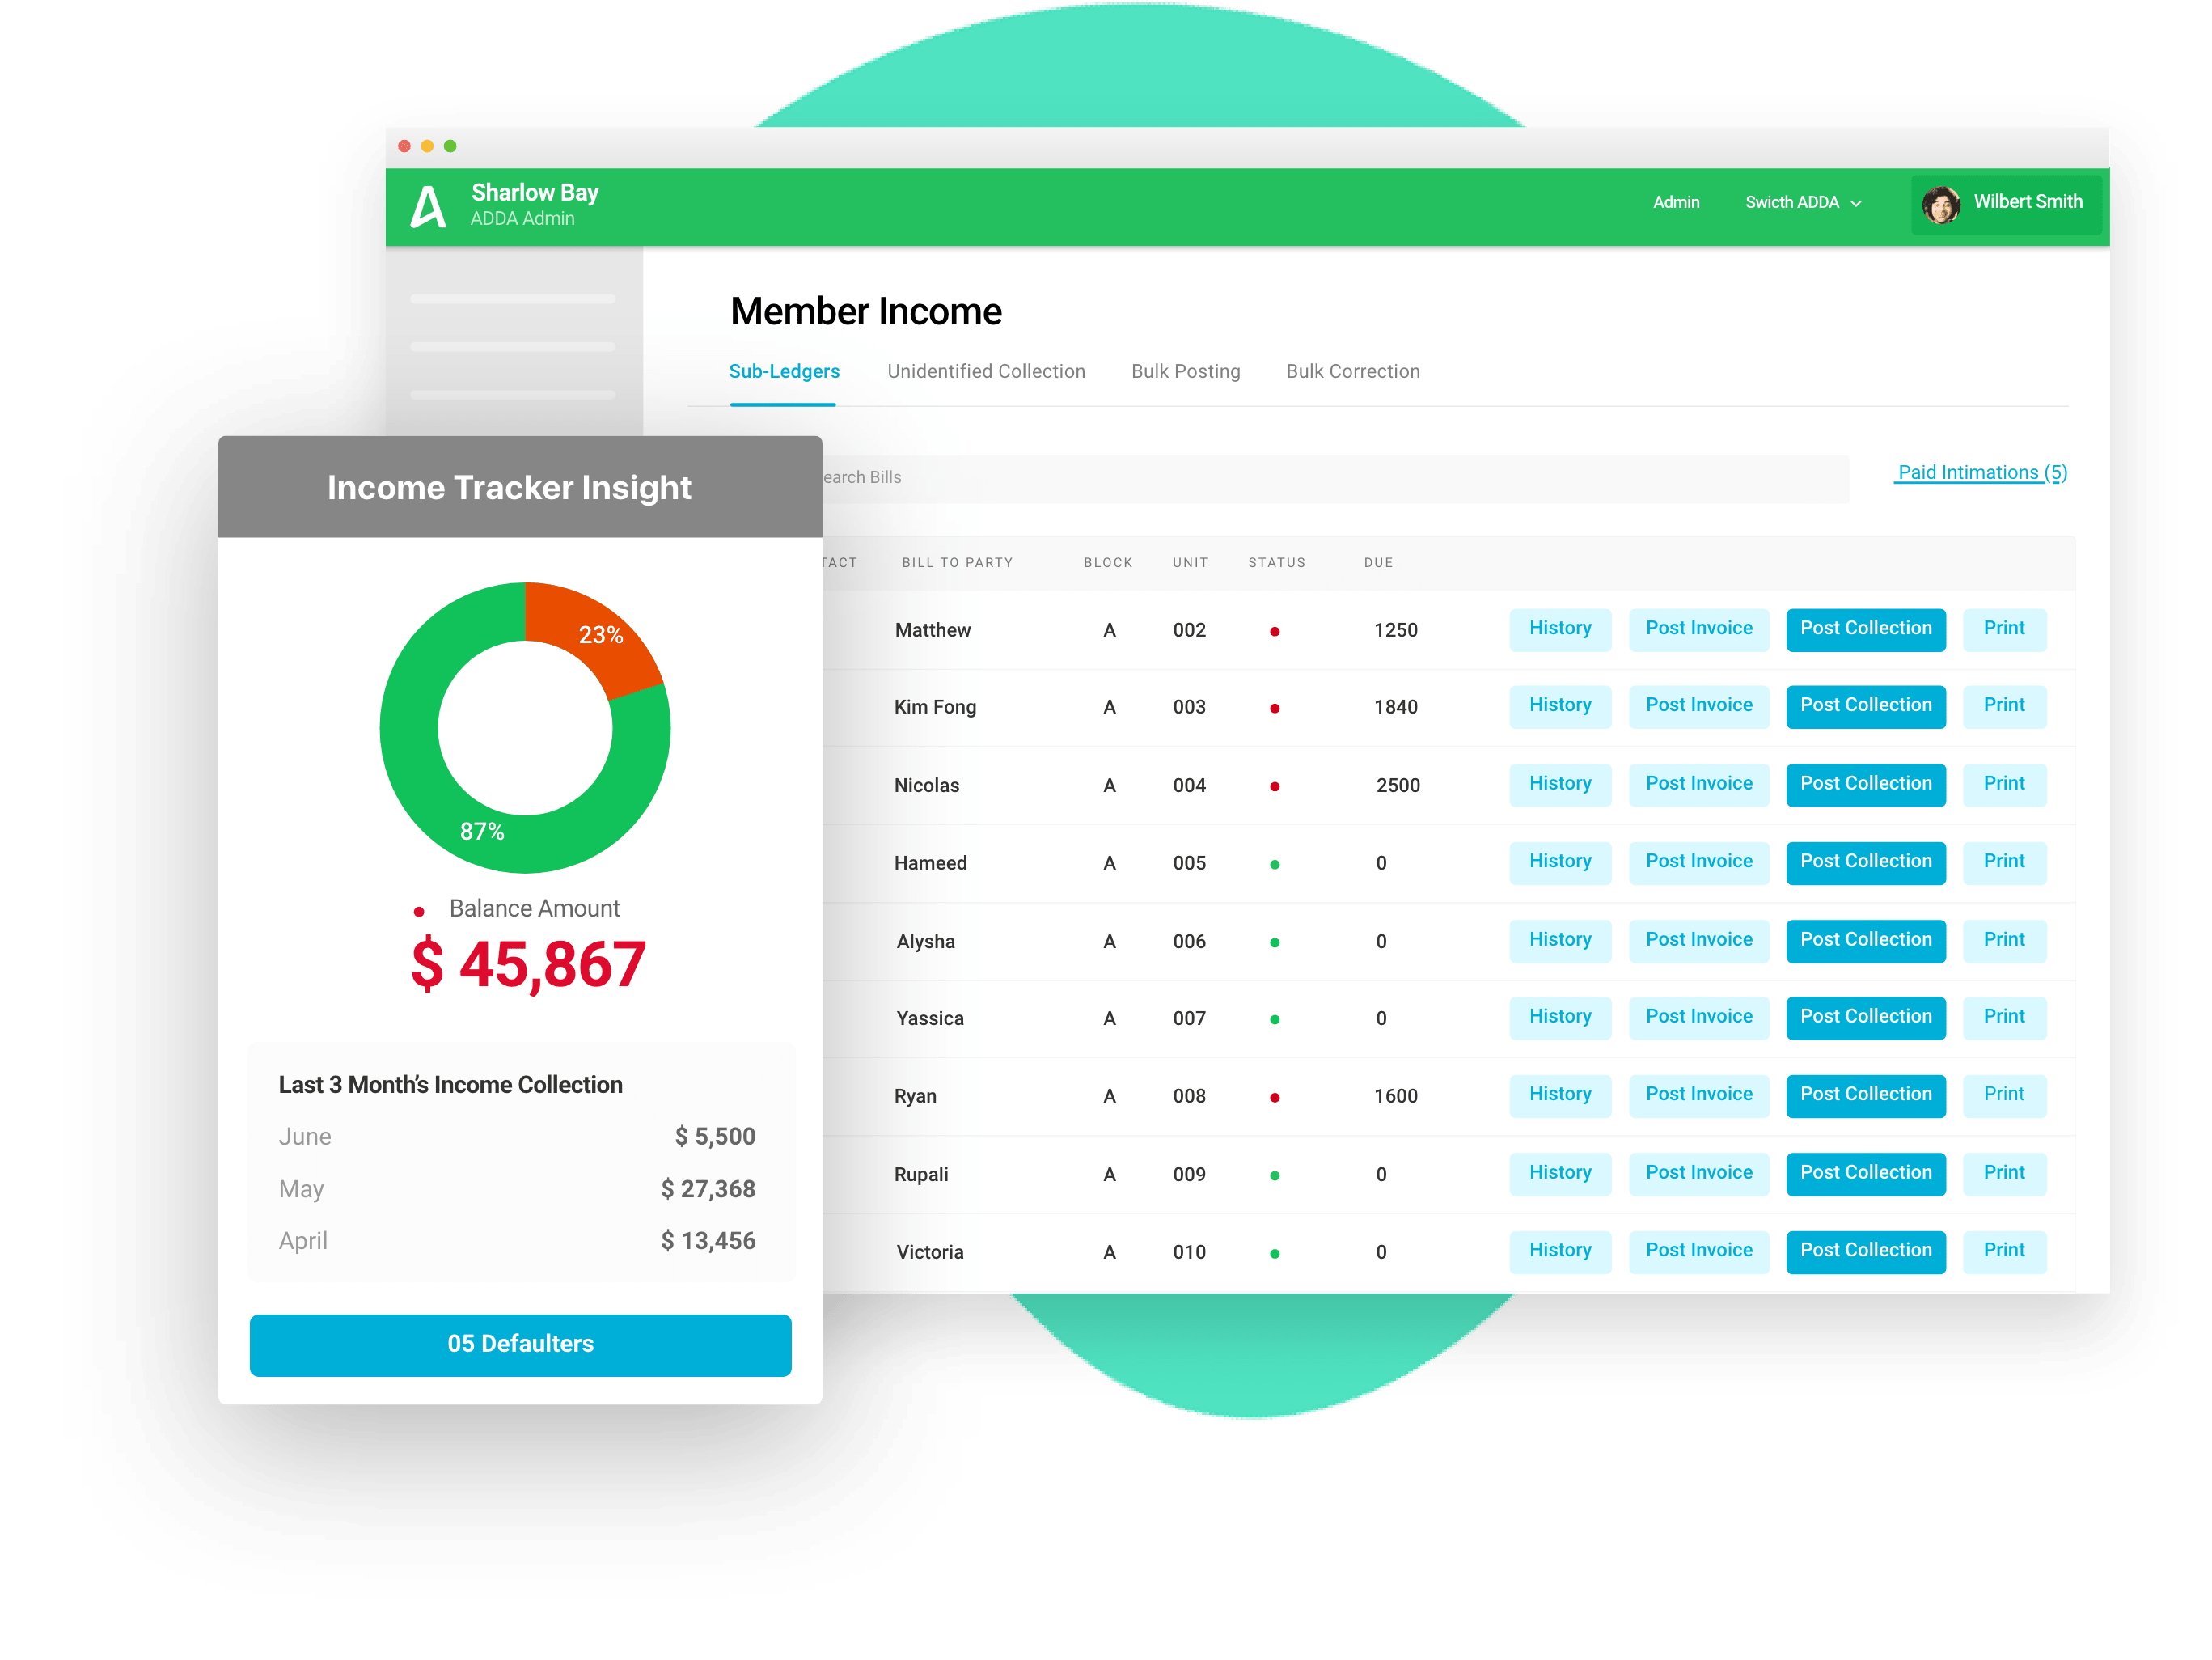 Sharlow Bay
ADDA Admin
Admin
Swicth ADDA
Wilbert Smith
Member Income
Sub-Ledgers Unidentified Collection Bulk Posting Bulk Correction
earch Bills
Paid Intimations (5)
TACT BILL TO PARTY BLOCK UNIT STATUS DUE
Matthew A 002 1250 History Post Invoice Post Collection Print
Kim Fong A 003 1840 History Post Invoice Post Collection Print
Nicolas A 004 2500 History Post Invoice Post Collection Print
Hameed A 005 0 History Post Invoice Post Collection Print
Alysha A 006 0 History Post Invoice Post Collection Print
Yassica A 007 0 History Post Invoice Post Collection Print
Ryan A 008 1600 History Post Invoice Post Collection Print
Rupali A 009 0 History Post Invoice Post Collection Print
Victoria A 010 0 History Post Invoice Post Collection Print
Income Tracker Insight
23%
87%
Balance Amount
$ 45,867
Last 3 Month’s Income Collection
June $ 5,500
May $ 27,368
April $ 13,456
05 Defaulters